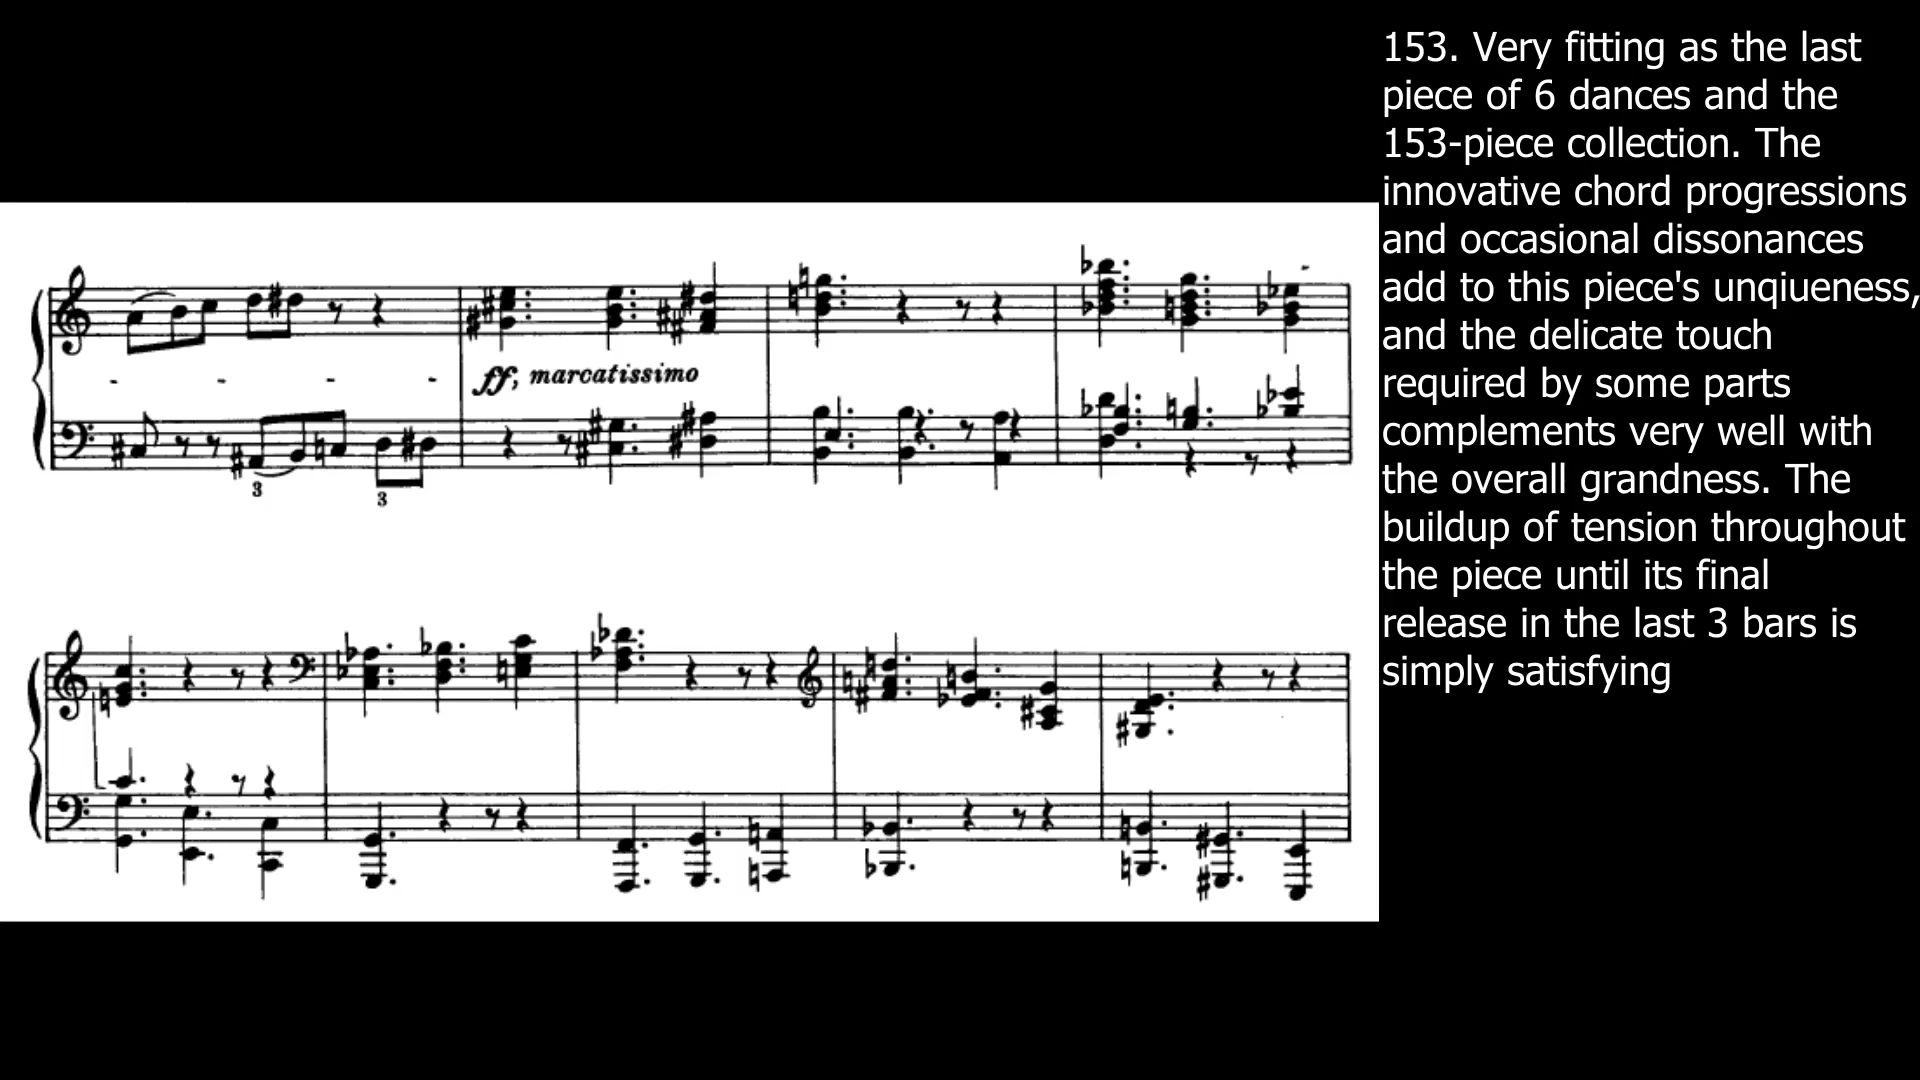 153. Very fitting as the last
piece of 6 dances and the
153-piece collection. The
innovative chord progressions
and occasional dissonances
add to this piece's unqiueness,
and the delicate touch
required by some parts
complements very well with
the overall grandness. The
buildup of tension throughout
the piece until its final
release in the last 3 bars is
simply satisfying
ff, marcatissimo
3
3